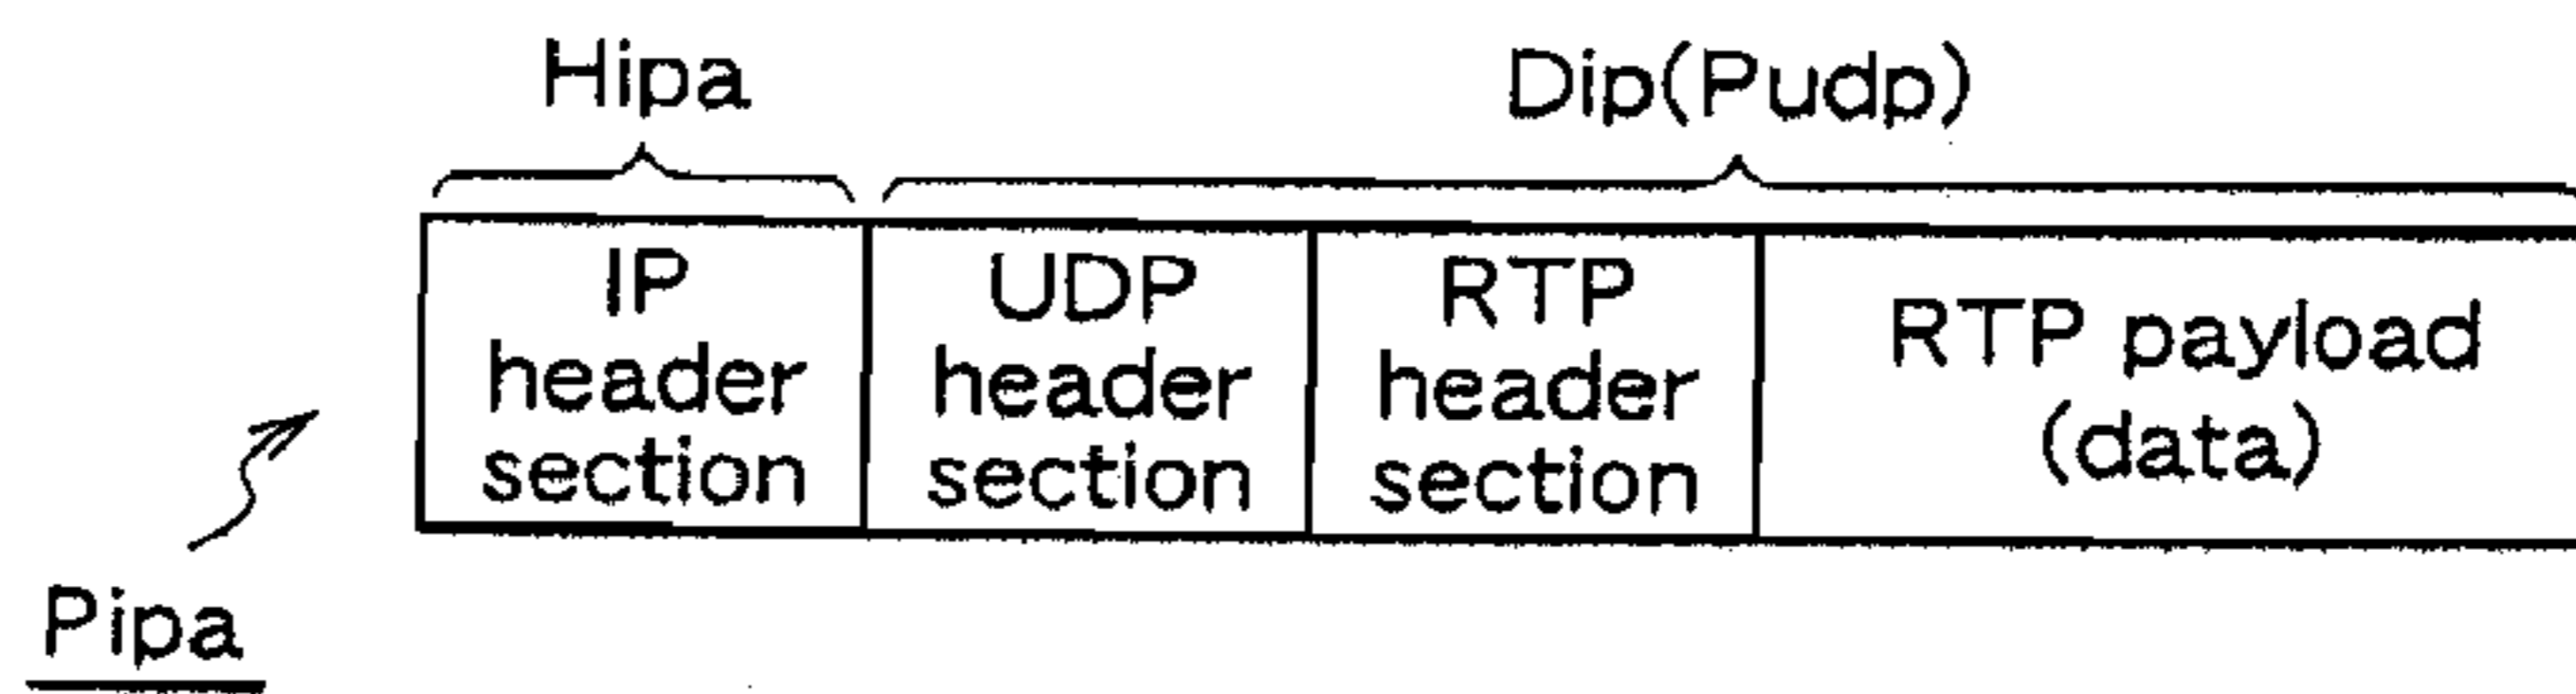 Hipa
Dip(Pudp)
IP
header
section
UDP
header
section
RTP
header
section
RTP payload
(data)
Pipa